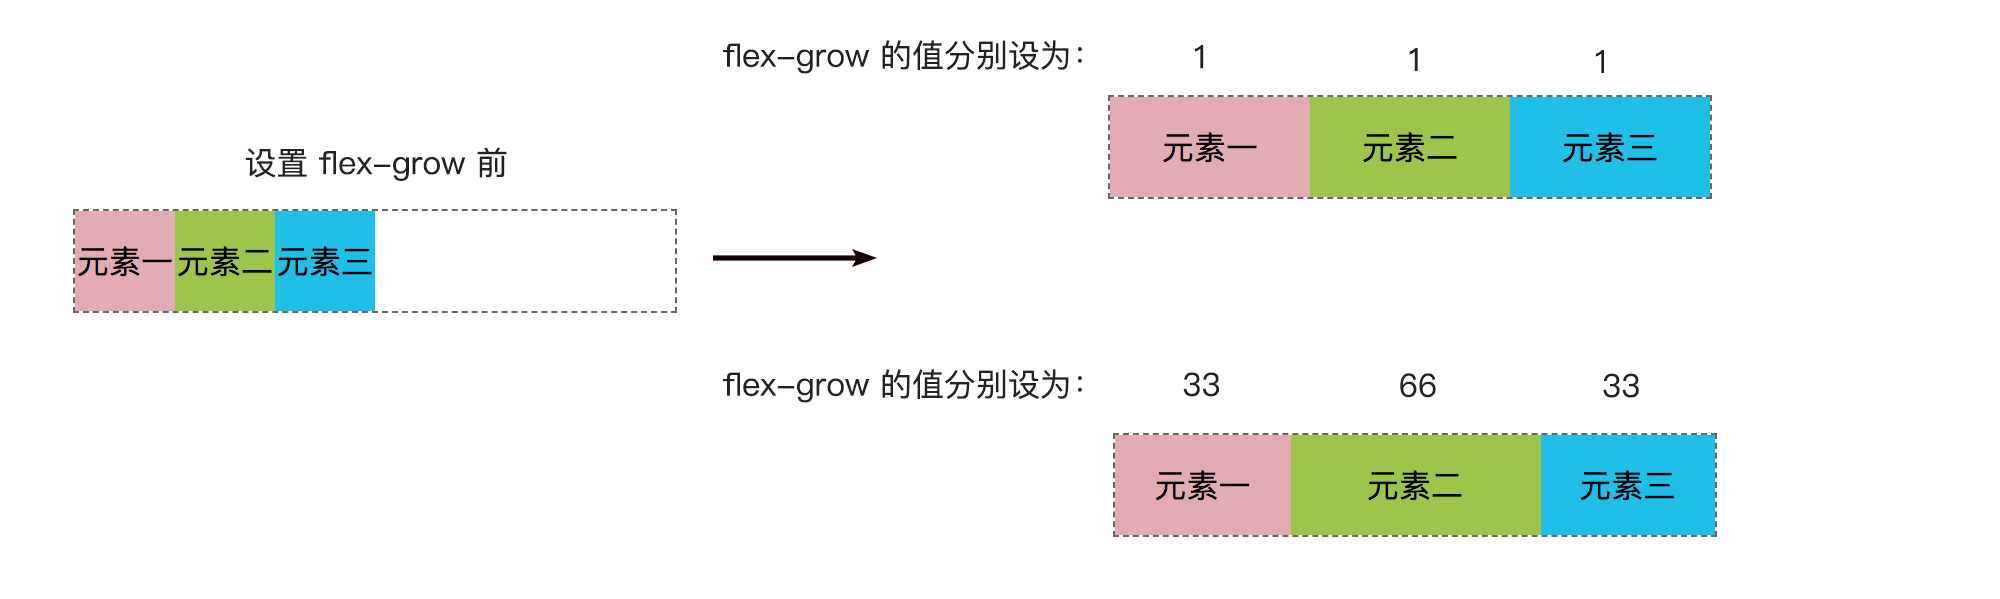 设置 flex-grow 前
元素一 元素二 元素三
flex-grow 的值分别设为： 1 1 1
元素一 元素二 元素三
flex-grow 的值分别设为： 33 66 33
元素一 元素二 元素三